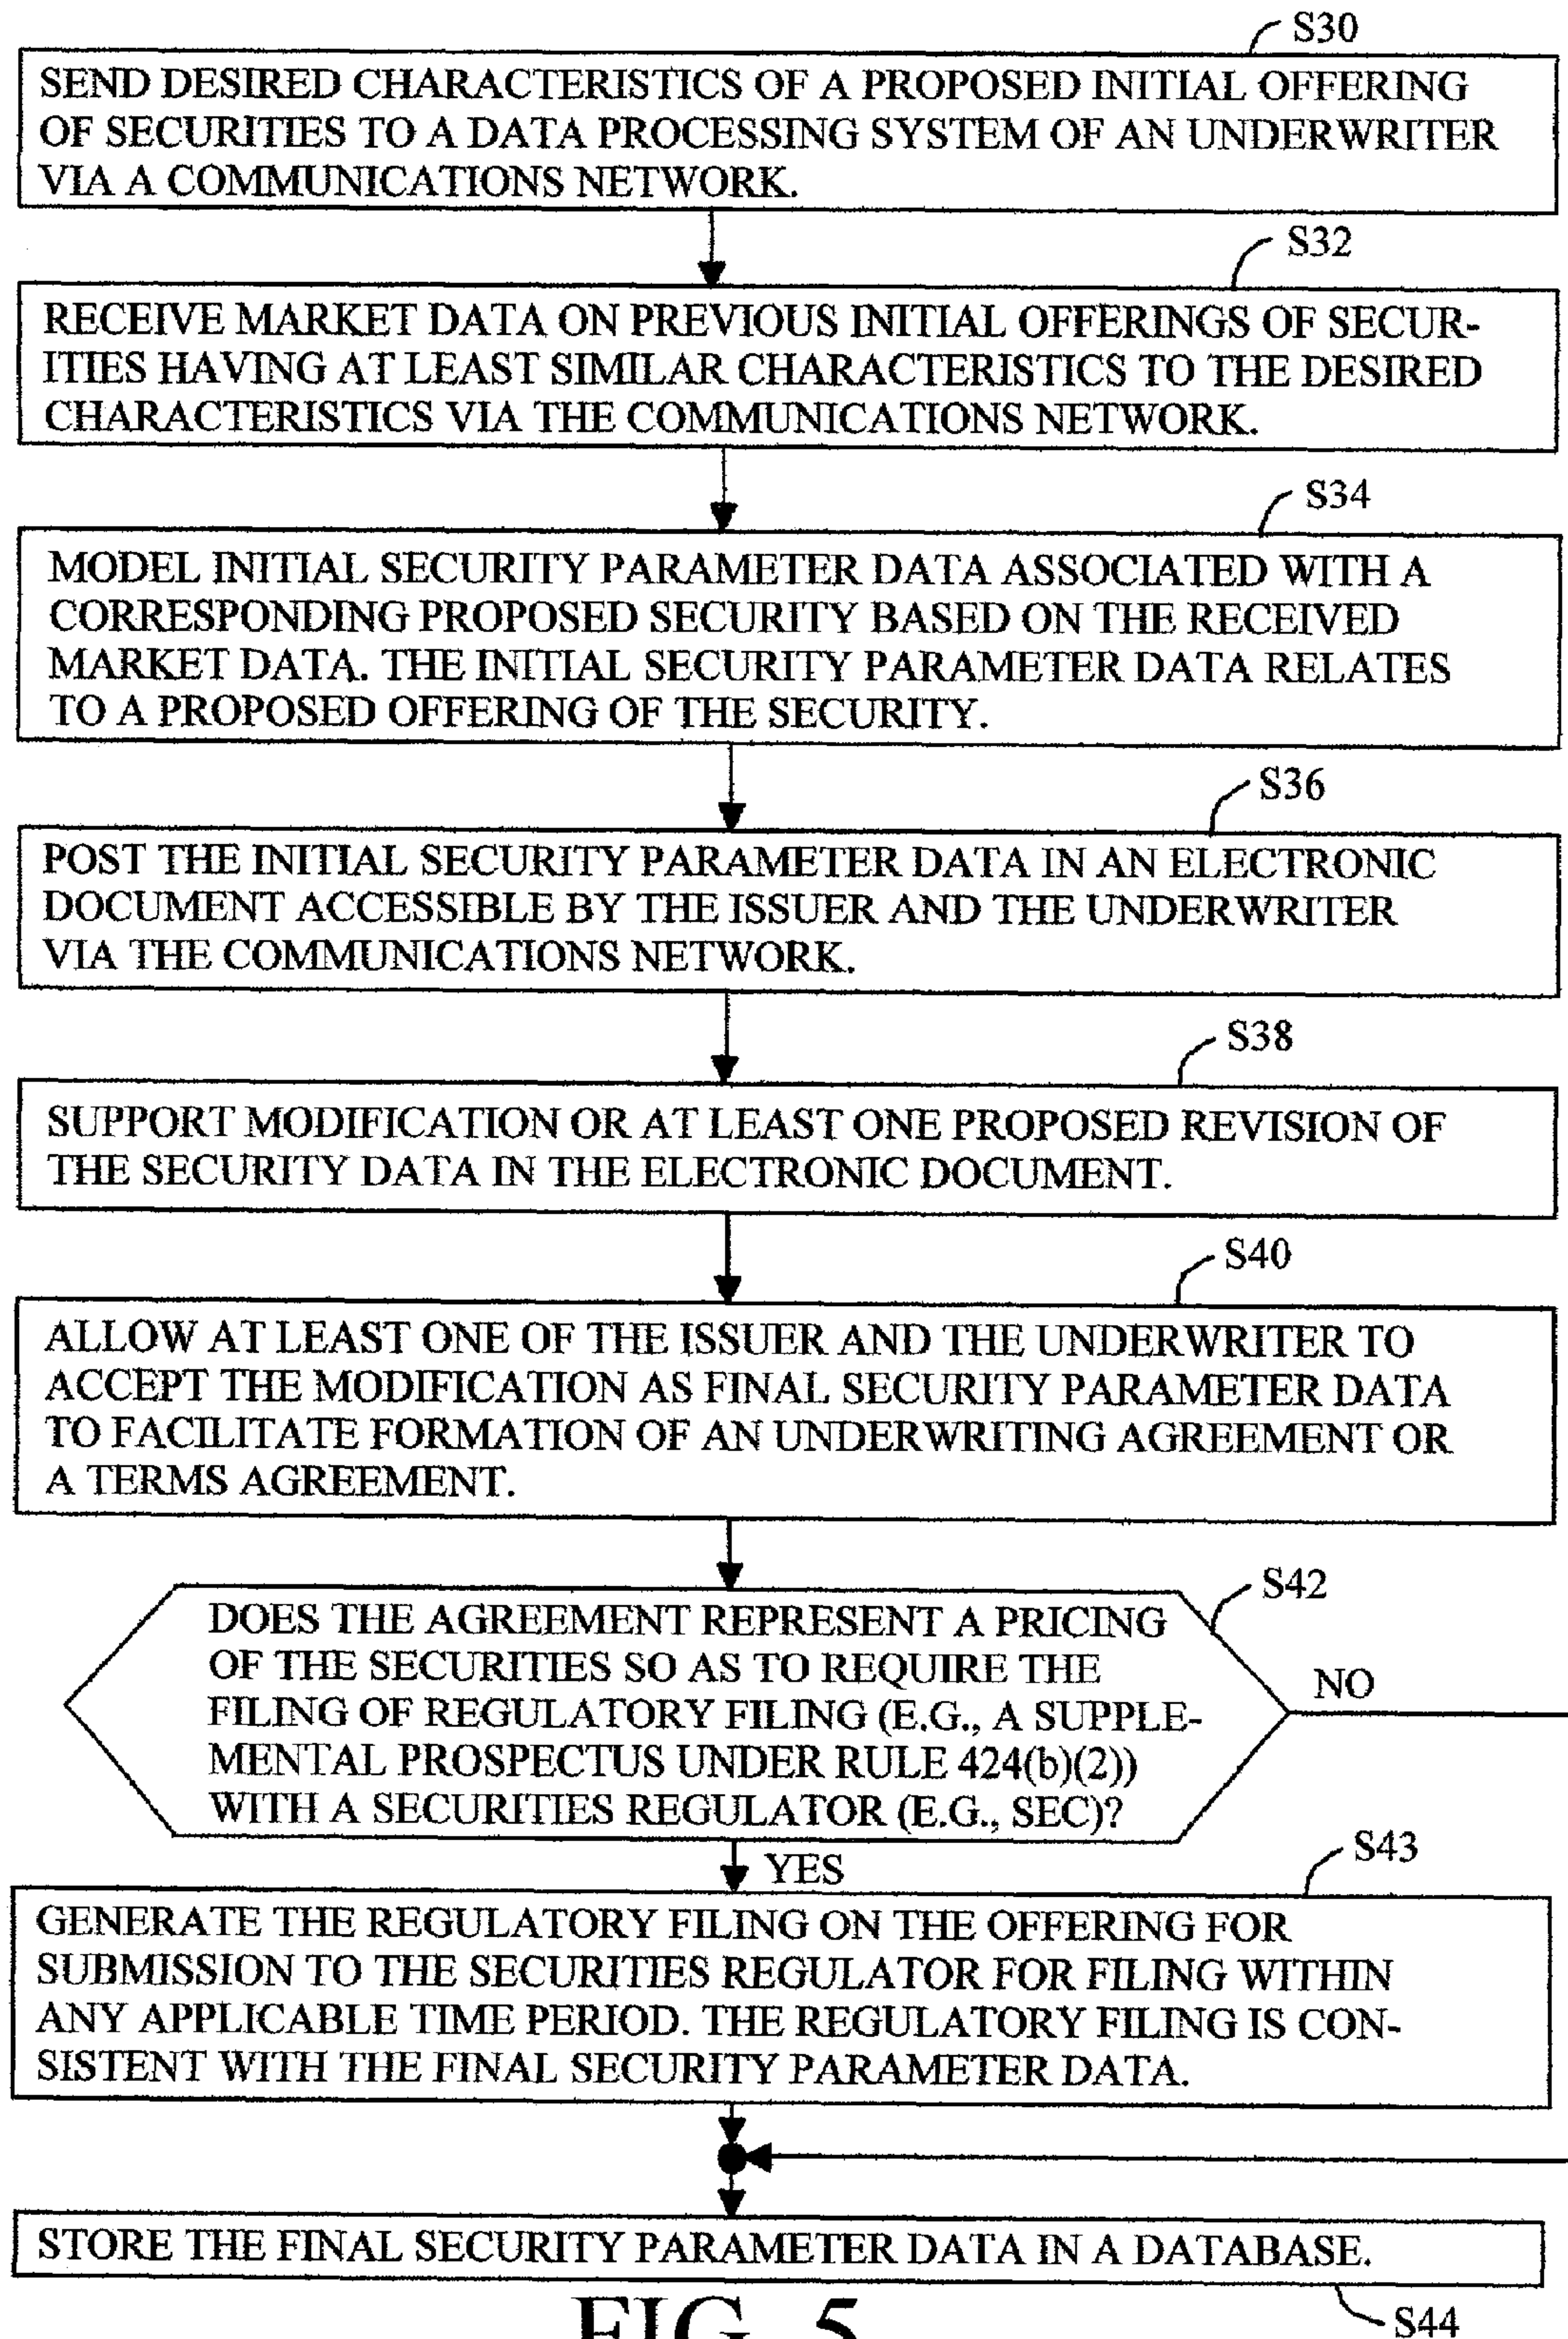 S30
SEND DESIRED CHARACTERISTICS OF A PROPOSED INITIAL OFFERING
OF SECURITIES TO A DATA PROCESSING SYSTEM OF AN UNDERWRITER
VIA A COMMUNICATIONS NETWORK.
S32
RECEIVE MARKET DATA ON PREVIOUS INITIAL OFFERINGS OF SECUR-
ITIES HAVING AT LEAST SIMILAR CHARACTERISTICS TO THE DESIRED
CHARACTERISTICS VIA THE COMMUNICATIONS NETWORK.
S34
MODEL INITIAL SECURITY PARAMETER DATA ASSOCIATED WITH A
CORRESPONDING PROPOSED SECURITY BASED ON THE RECEIVED
MARKET DATA. THE INITIAL SECURITY PARAMETER DATA RELATES
TO A PROPOSED OFFERING OF THE SECURITY.
S36
POST THE INITIAL SECURITY PARAMETER DATA IN AN ELECTRONIC
DOCUMENT ACCESSIBLE BY THE ISSUER AND THE UNDERWRITER
VIA THE COMMUNICATIONS NETWORK.
S38
SUPPORT MODIFICATION OR AT LEAST ONE PROPOSED REVISION OF
THE SECURITY DATA IN THE ELECTRONIC DOCUMENT.
S40
ALLOW AT LEAST ONE OF THE ISSUER AND THE UNDERWRITER TO
ACCEPT THE MODIFICATION AS FINAL SECURITY PARAMETER DATA
TO FACILITATE FORMATION OF AN UNDERWRITING AGREEMENT OR
A TERMS AGREEMENT.
S42
DOES THE AGREEMENT REPRESENT A PRICING
OF THE SECURITIES SO AS TO REQUIRE THE
FILING OF REGULATORY FILING (E.G., A SUPPLE-
MENTAL PROSPECTUS UNDER RULE 424(b)(2))
WITH A SECURITIES REGULATOR (E.G., SEC)?
NO
YES
S43
GENERATE THE REGULATORY FILING ON THE OFFERING FOR
SUBMISSION TO THE SECURITIES REGULATOR FOR FILING WITHIN
ANY APPLICABLE TIME PERIOD. THE REGULATORY FILING IS CON-
SISTENT WITH THE FINAL SECURITY PARAMETER DATA.
STORE THE FINAL SECURITY PARAMETER DATA IN A DATABASE.
S44
FIG. 5